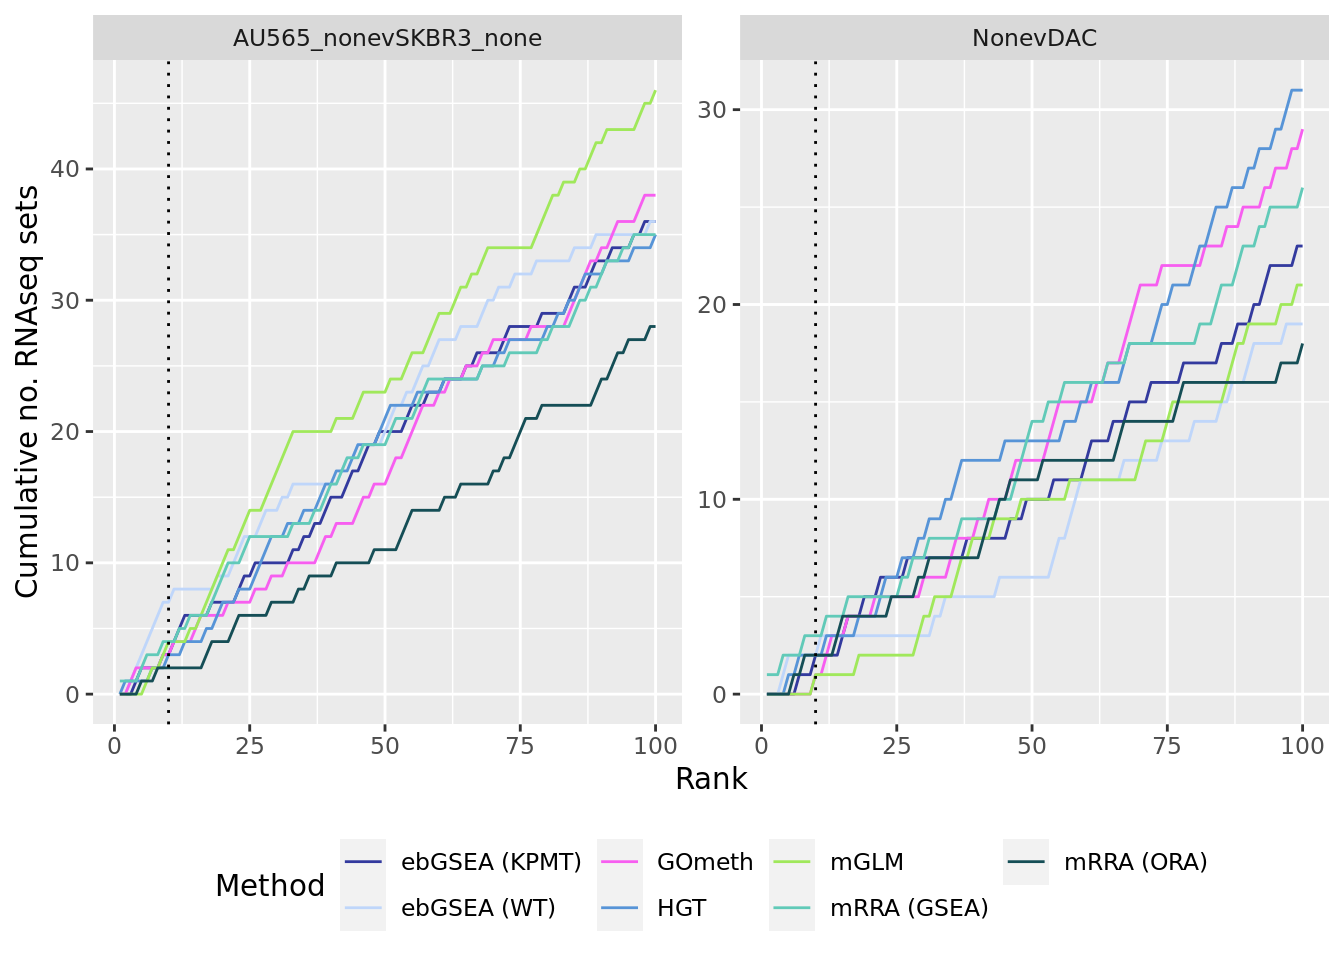 AU565_nonevSKBR3_none
NonevDAC
Cumulative no. RNAseq sets
40
30
20
10
0
30
20
10
0
0 25 50 75 100
0 25 50 75 100
Rank
Method
ebGSEA (KPMT) GOmeth mGLM mRRA (ORA)
ebGSEA (WT) HGT mRRA (GSEA)